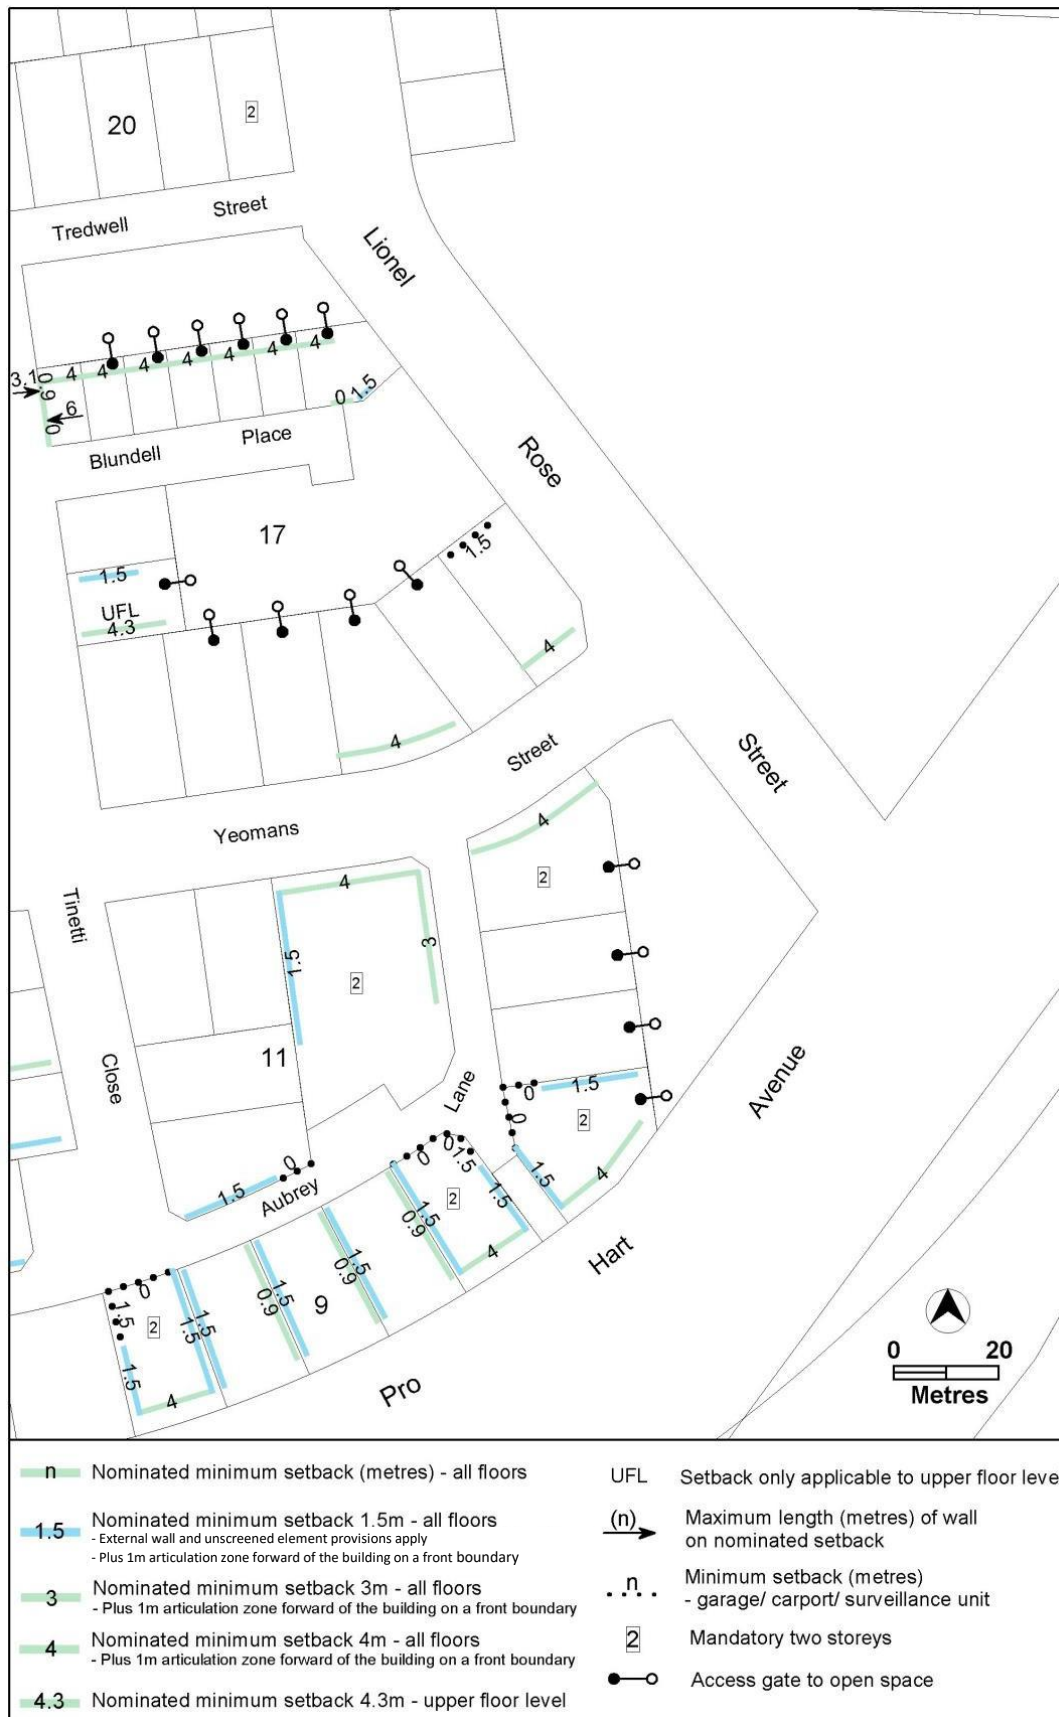 20
2
Tredwell Street
Lionel
4 4 4 4 4 4 4
3.1
0.9
6
0
0
1.5
Blundell Place
Rose
17
1.5
1.5
UFL
4.3
4
4
Street
Street
Yeomans
4
2
Tinetti
4
3
1.5
2
11
Close
Lane
0
1.5
0
2
Avenue
1.5
4
0
1.5
Aubrey
0
1.5
2
1.5
1.5
0.9
4
Hart
1.5
0.9
1.5
0.9
9
0
1.5
2
1.5
1.5
1.5
4
Pro
0 20
Metres
n Nominated minimum setback (metres) - all floors
1.5 Nominated minimum setback 1.5m - all floors
- External wall and unscreened element provisions apply
- Plus 1m articulation zone forward of the building on a front boundary
3 Nominated minimum setback 3m - all floors
- Plus 1m articulation zone forward of the building on a front boundary
4 Nominated minimum setback 4m - all floors
- Plus 1m articulation zone forward of the building on a front boundary
4.3 Nominated minimum setback 4.3m - upper floor level
UFL Setback only applicable to upper floor level
(n) Maximum length (metres) of wall
on nominated setback
n Minimum setback (metres)
- garage/ carport/ surveillance unit
2 Mandatory two storeys
Access gate to open space